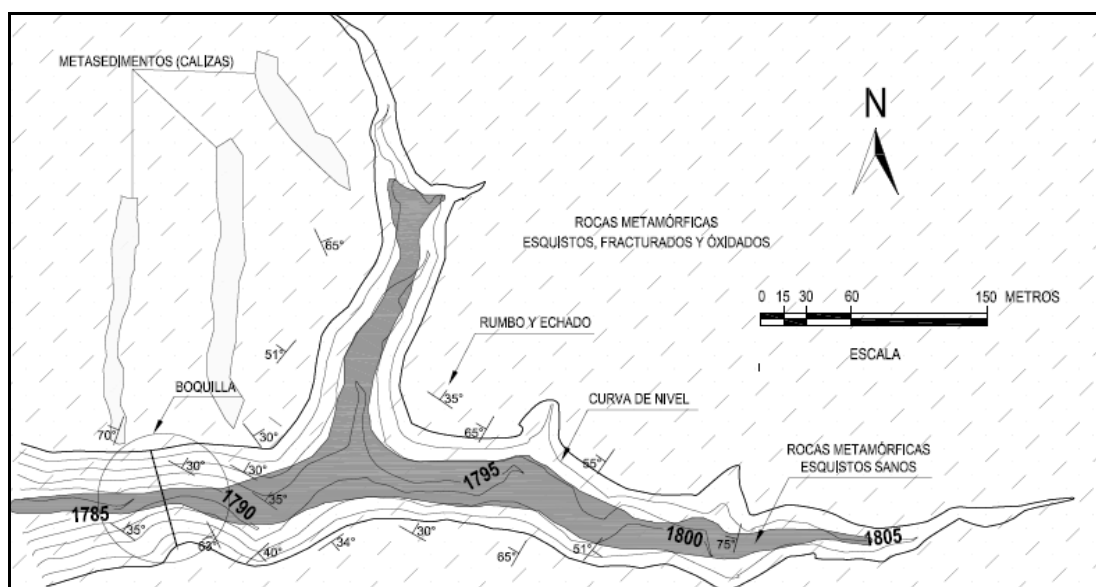 METASEDIMENTOS (CALIZAS)
N
ROCAS METAMÓRFICAS
ESQUISTOS, FRACTURADOS Y ÓXIDADOS
65°
0 15 30 60 150 METROS
ESCALA
RUMBO Y ECHADO
51°
BOQUILLA
35°
CURVA DE NIVEL
70°
30°
65°
ROCAS METAMÓRFICAS
ESQUISTOS SANOS
30°
30°
55°
1795
35°
1785
1790
35°
63°
40°
34°
30°
65°
51°
1800
75°
1805